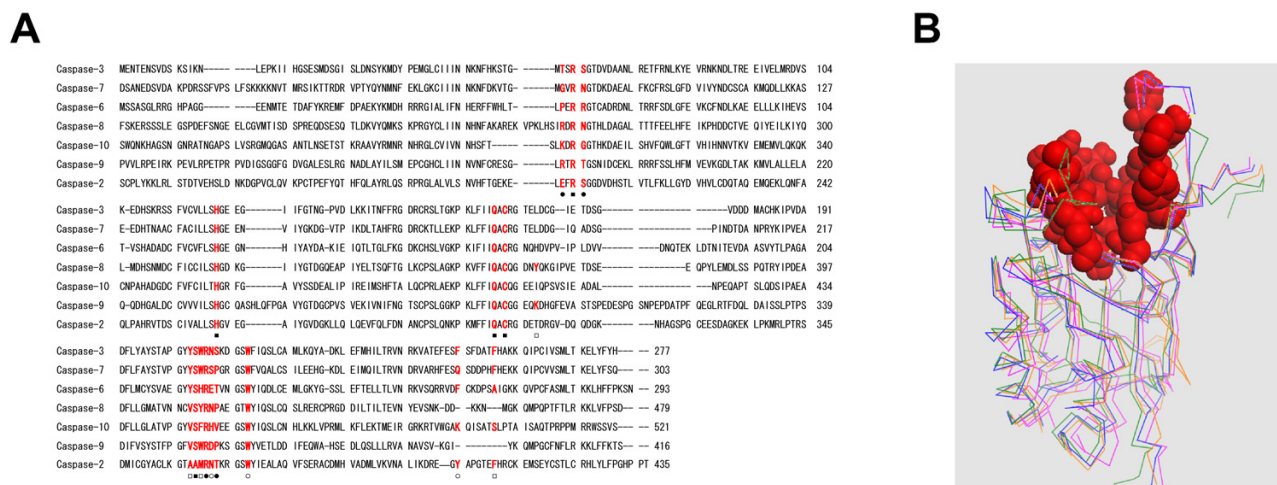 A
B
Caspase-3 MENTENSVDS KSIKN----- ----LEPKII HGSESMDSGI SLDNSYKMDY PEMGLCIIIN NKNFHKSTG- ------MTSR SGTDVDAANL RETFRNLKYE VRNKNDLTRE EIVELMRDVS 104
Caspase-7 DSANEDSVDA KPDRSSFVPS LFSKKKKNVT MRSIKTTRDR VPTYQYNMNF EKLGKCIIIN NKNFDKVTG- ------MGVR NGTDKDAEAL FKCFRSLGFD VIVYNDCSCA KMQDLLKKAS 127
Caspase-6 MSSASGLRRG HPAGG----- ----EENMTE TDAFYKREMF DPAEKYKMDH RRRGIALIFN HERFFWHLT- ------LPER RGTCADRDNL TRRFSDLGFE VKCFNDLKAE ELLLKIHEVS 104
Caspase-8 FSKERSSSLE GSPDEFSNGE ELCGVMTISD SPREQDSESQ TLDKVYQMKS KPRGYCLIIN NHNFAKAREK VPKLHSIRDR NGTHLDAGAL TTTFEELHFE IKPHDDCTVE QIYEILKIYQ 300
Caspase-10 SWQNKHAGSN GNRATNGAPS LVSRGMQGAS ANTLNSETST KRAAVYRMNR NHRGLCVIVN NHSFT----- ------SLKDR GGTHKDAEIL SHVFQWLGFT VHIHNNVTKV EMEMVLQKQK 340
Caspase-9 PVVLRPEIRK PEVLRPETPR PVDIGSGGFG DVGALESLRG NADLAYILSM EPCGHCLIIN NVNFCRESG- ------LRTR TGSNIDCEKL RRRFSSLHFM VEVKGDLTAK KMVLALLELA 220
Caspase-2 SCPLYKKLRL STDTVEHSLD NKDGPVCLQV KPCTPEFYQT HFQLAYRLQS RPRGLALVLS NVHFTGEKE- ------LEFR SGGDVDHSTL VTLFKLLGYD VHVLCDQTAQ EMQEKLQNFA 242
● ■ ●
Caspase-3 K-EDHSKRSS FVCVLLSHGE EG-------I IFGTNG-PVD LKKITNFFRG DRCRSLTGKP KLFIIQACRG TELDCG--IE TDSG------ ------VDDD MACHKIPVDA 191
Caspase-7 E-EDHTNAAC FACILLSHGE EN-------V IYGKDG-VTP IKDLTAHFRG DRCKTLLEKP KLFFIQACRG TELDDG--IQ ADSG------ ----PINDTDA NPRYKIPVEA 217
Caspase-6 T-VSHADADC FVCVFLSHGE GN-------H IYAYDA-KIE IQTLTGLFKG DKCHSLVGKP KIFIIQACRG NQHDVPV-IP LDVV------ DNQTEK LDTNITEVDA ASVYTLPAGA 204
Caspase-8 L-MDHSNMDC FICCILSHGD KG-------I IYGTDGQEAP IYELTSQFTG LKCPSLAGKP KVFFIQACQG DNYQKGIPVE TDSE------ ------E QPYLEMDLSS PQTRYIPDEA 397
Caspase-10 CNPAHADGDC FVFCILTHGR FG-------A VYSSDEALIP IREIMSHFTA LQCPRLAEKP KLFFIQACQG EEIQPSVSIE ADAL------ ------NPEQAPT SLQDSIPAEA 434
Caspase-9 Q-QDHGALDC CVVVILSHGC QASHLQFPGA VYGTDGCPVS VEKIVNIFNG TSCPSLGGKP KLFFIQACGG EQKDHGFEVA STSPEDESPG SNPEPDATPF QEGLRTFDQL DAISSLPTPS 339
Caspase-2 QLPAHRVTDS CIVALLSHGV EG-------A IYGVDGKLLQ LQEVFQLFDN ANCPSLQNKP KMFFIQACRG DETDRGV-DQ QDGK------ NHAGSPG CEESDAGKEK LPKMRLPTRS 345
■ ■ ■ □
Caspase-3 DFLYAYSTAP GYYSWRNSKD GSWFIQSLCA MLKQYA-DKL EFMHILTRVN RKVATEFESF SFDATFHAKK QIPCIVSMLT KELYFYH--- 277
Caspase-7 DFLFAYSTVP GYYSWRSPGR GSWFVQALCS ILEEHG-KDL EIMQILTRVN DRVARHFESQ SDDPHFHEKK QIPCVVSMLT KELYFSQ--- 303
Caspase-6 DFLMCYSVAE GYYSHRETVN GSWYIQDLCE MLGKYG-SSL EFTELLTLVN RKVSQRRVDF CKDPSAIGKK QVPCFASMLT KKLHFFPKSN 293
Caspase-8 DFLLGMATVN NCVSYRNPAE GTWYIQSLCQ SLRERCPRGD DILTILTEVN YEVSNKDD-- -KKN---MGK QMPQPTFTLR KKLVFPSD-- 479
Caspase-10 DFLLGLATVP GYVSFRHVEE GSWYIQSLCN HLKKLVPRML KFLEKTMEIR GRKRTVWGAK QISATSLPTA ISAQTPRPPM RRWSSVS--- 521
Caspase-9 DIFVSYSTFP GFVSWRDPKS GSWYVETLDD IFEQWA-HSE DLQSLLLRVA NAVSV-KGI- --------YK QMPGCFNFLR KKLFFKTS-- 416
Caspase-2 DMICGYACLK GTAAMRNTKR GSWYIEALAQ VFSERACDMH VADMLVKVNA LIKDRE--GY APGTEFHRCK EMSEYCSTLC RHLYLFPGHP PT 435
□■□●○● ○ ○ □